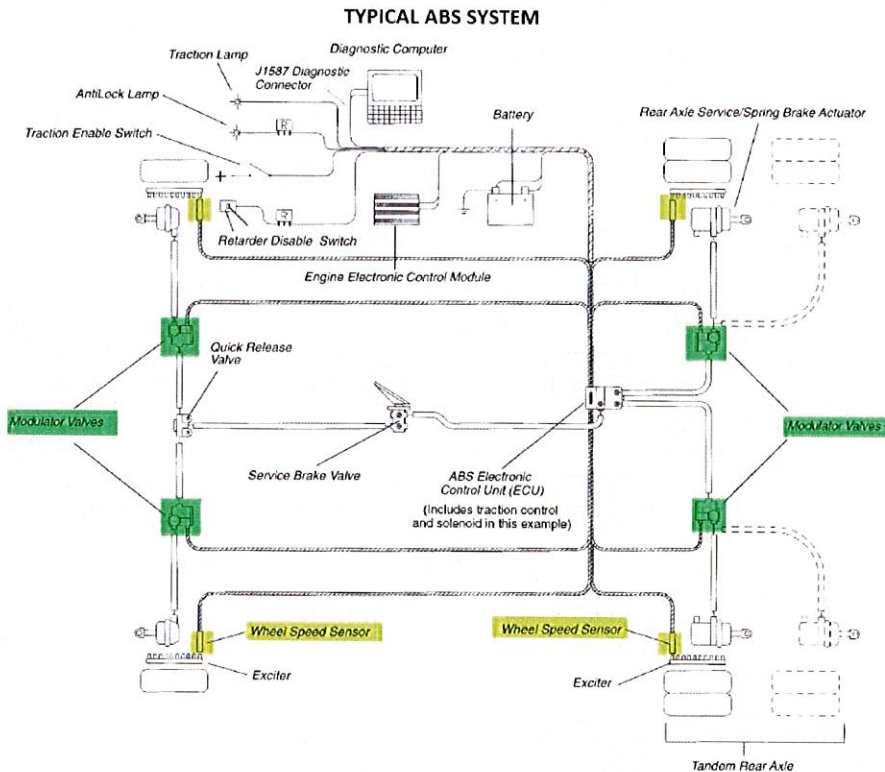 TYPICAL ABS SYSTEM
Traction Lamp
J1587 Diagnostic
Connector
Diagnostic Computer
AntiLock Lamp
Traction Enable Switch
Battery
Rear Axle Service/Spring Brake Actuator
R
+
R
Retarder Disable Switch
Engine Electronic Control Module
Quick Release
Valve
Modulator Valves
Modulator Valves
Service Brake Valve
ABS Electronic
Control Unit (ECU)
(Includes traction control
and solenoid in this example)
Wheel Speed Sensor
Wheel Speed Sensor
Exciter
Exciter
Tandem Rear Axle